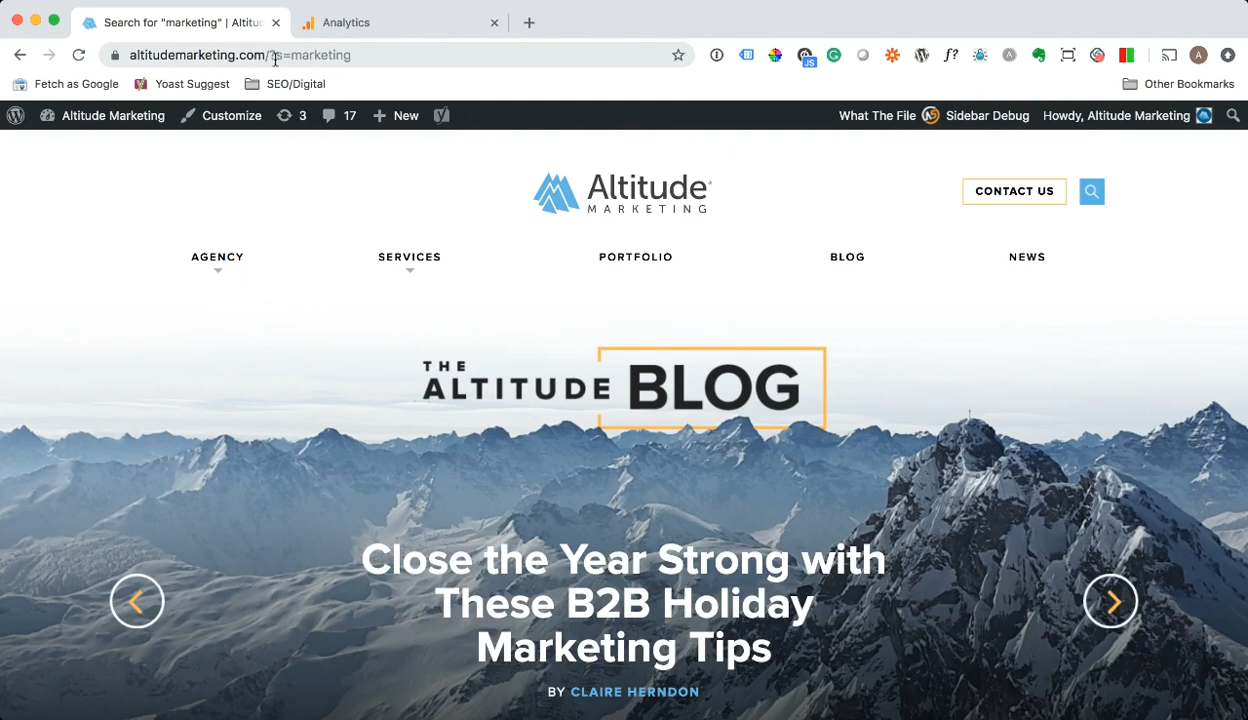 Search for "marketing" | Altitud
Analytics
altitudemarketing.com/?s=marketing
Fetch as Google
Yoast Suggest
SEO/Digital
Other Bookmarks
Altitude Marketing
Customize
3
17
New
What The File
Sidebar Debug
Howdy, Altitude Marketing
Altitude
MARKETING
CONTACT US
AGENCY
SERVICES
PORTFOLIO
BLOG
NEWS
THE
ALTITUDE BLOG
Close the Year Strong with
These B2B Holiday
Marketing Tips
BY CLAIRE HERNDON